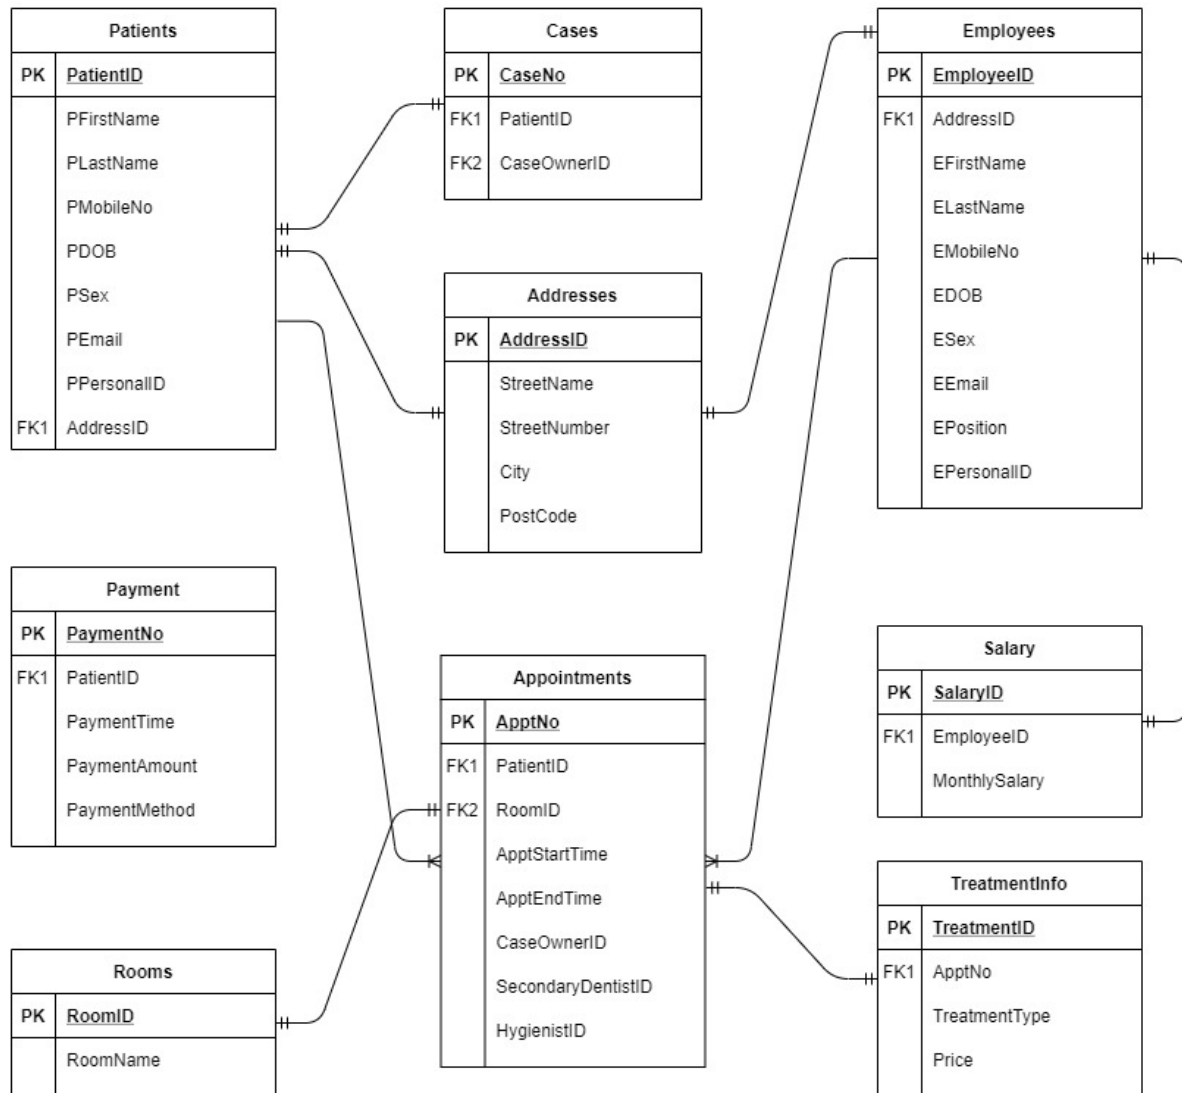 Patients
PK PatientID
PFirstName
PLastName
PMobileNo
PDOB
PSex
PEmail
PPersonalID
FK1 AddressID
Cases
PK CaseNo
FK1 PatientID
FK2 CaseOwnerID
Employees
PK EmployeeID
FK1 AddressID
EFirstName
ELastName
EMobileNo
EDOB
ESex
EEmail
EPosition
EPersonalID
Addresses
PK AddressID
StreetName
StreetNumber
City
PostCode
Payment
PK PaymentNo
FK1 PatientID
PaymentTime
PaymentAmount
PaymentMethod
Appointments
PK ApptNo
FK1 PatientID
FK2 RoomID
ApptStartTime
ApptEndTime
CaseOwnerID
SecondaryDentistID
HygienistID
Salary
PK SalaryID
FK1 EmployeeID
MonthlySalary
Rooms
PK RoomID
RoomName
TreatmentInfo
PK TreatmentID
FK1 ApptNo
TreatmentType
Price